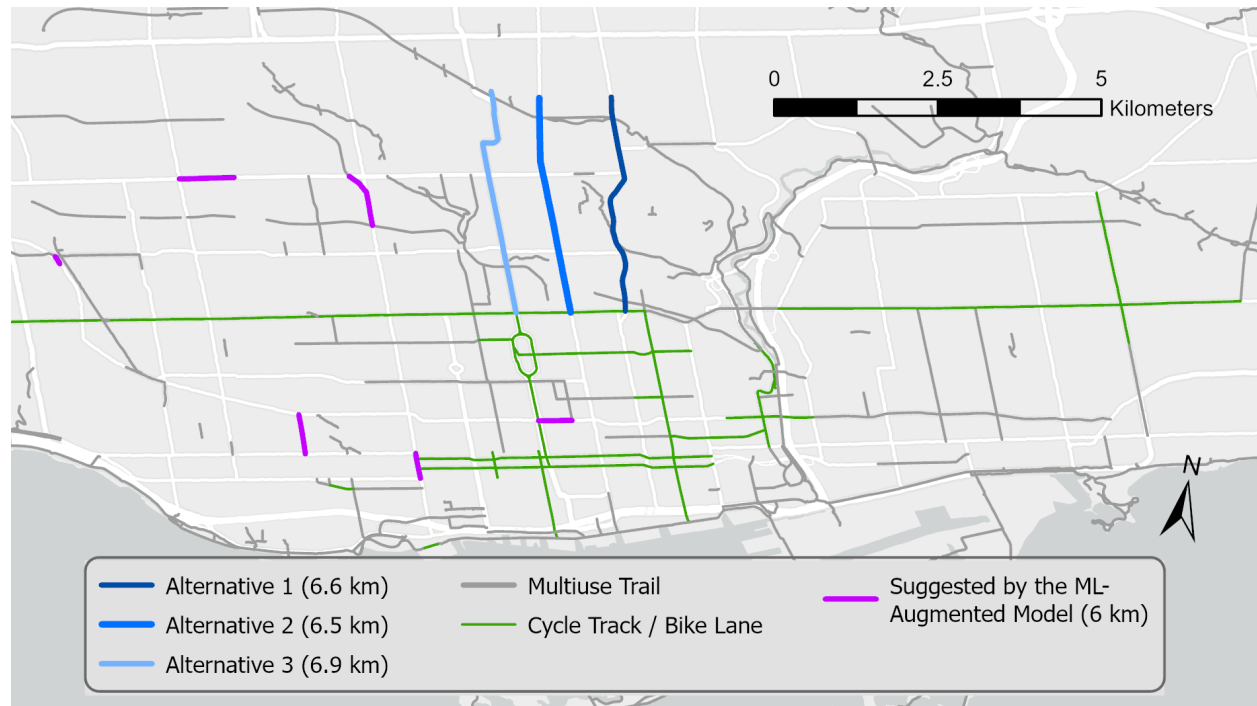 0 2.5 5
Kilometers
N
Alternative 1 (6.6 km)
Alternative 2 (6.5 km)
Alternative 3 (6.9 km)
Multiuse Trail
Cycle Track / Bike Lane
Suggested by the ML-
Augmented Model (6 km)